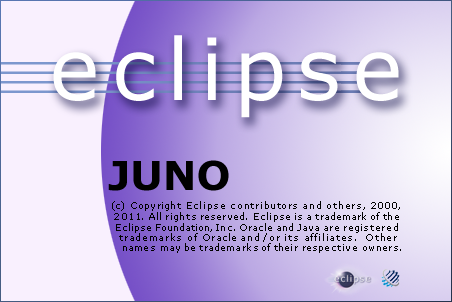 eclipse
JUNO
(c) Copyright Eclipse contributors and others, 2000,
2011. All rights reserved. Eclipse is a trademark of the
Eclipse Foundation, Inc. Oracle and Java are registered
trademarks of Oracle and/or its affiliates. Other
names may be trademarks of their respective owners.
eclipse